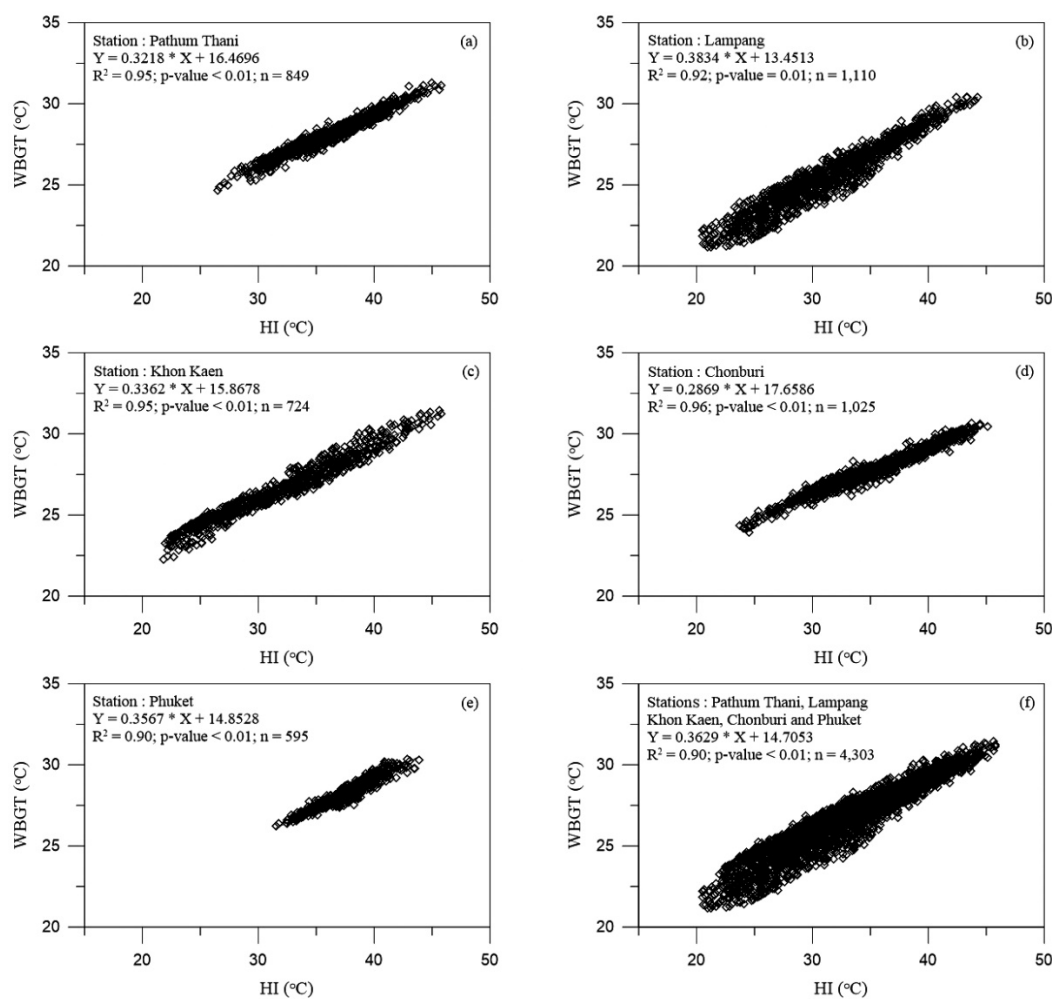 Station : Pathum Thani (a)
Y = 0.3218 * X + 16.4696
R² = 0.95; p-value < 0.01; n = 849
35
30
25
20
WBGT (°C)
20 30 40 50
HI (°C)
Station : Lampang (b)
Y = 0.3834 * X + 13.4513
R² = 0.92; p-value = 0.01; n = 1,110
35
30
25
20
WBGT (°C)
20 30 40 50
HI (°C)
Station : Khon Kaen (c)
Y = 0.3362 * X + 15.8678
R² = 0.95; p-value < 0.01; n = 724
35
30
25
20
WBGT (°C)
20 30 40 50
HI (°C)
Station : Chonburi (d)
Y = 0.2869 * X + 17.6586
R² = 0.96; p-value < 0.01; n = 1,025
35
30
25
20
WBGT (°C)
20 30 40 50
HI (°C)
Station : Phuket (e)
Y = 0.3567 * X + 14.8528
R² = 0.90; p-value < 0.01; n = 595
35
30
25
20
WBGT (°C)
20 30 40 50
HI (°C)
Stations : Pathum Thani, Lampang (f)
Khon Kaen, Chonburi and Phuket
Y = 0.3629 * X + 14.7053
R² = 0.90; p-value < 0.01; n = 4,303
35
30
25
20
WBGT (°C)
20 30 40 50
HI (°C)